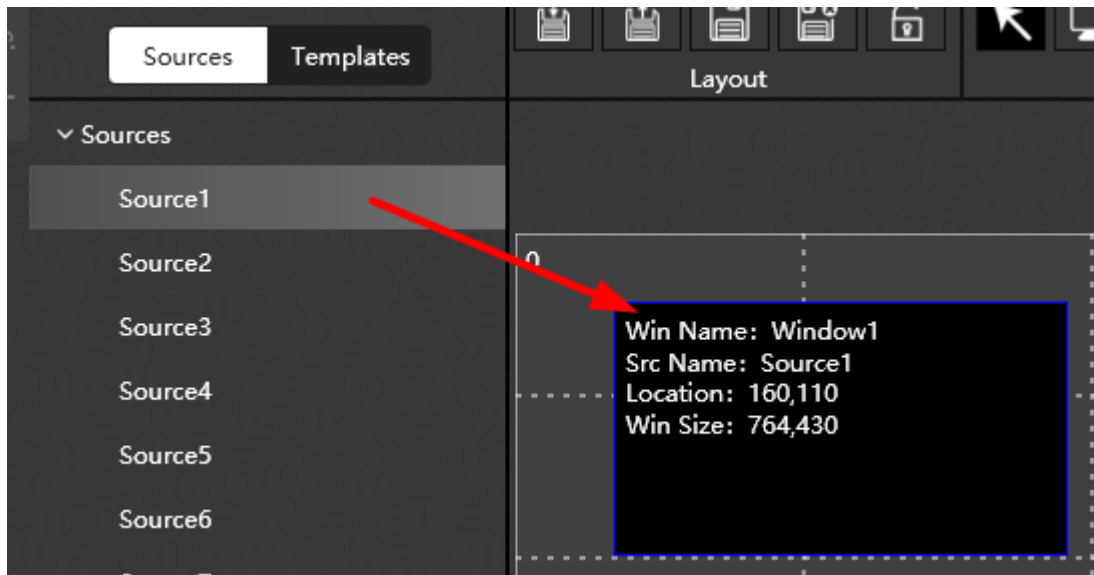 Sources Templates
Layout
Sources
Source1
Source2
Source3
Source4
Source5
Source6
0
Win Name: Window1
Src Name: Source1
Location: 160,110
Win Size: 764,430